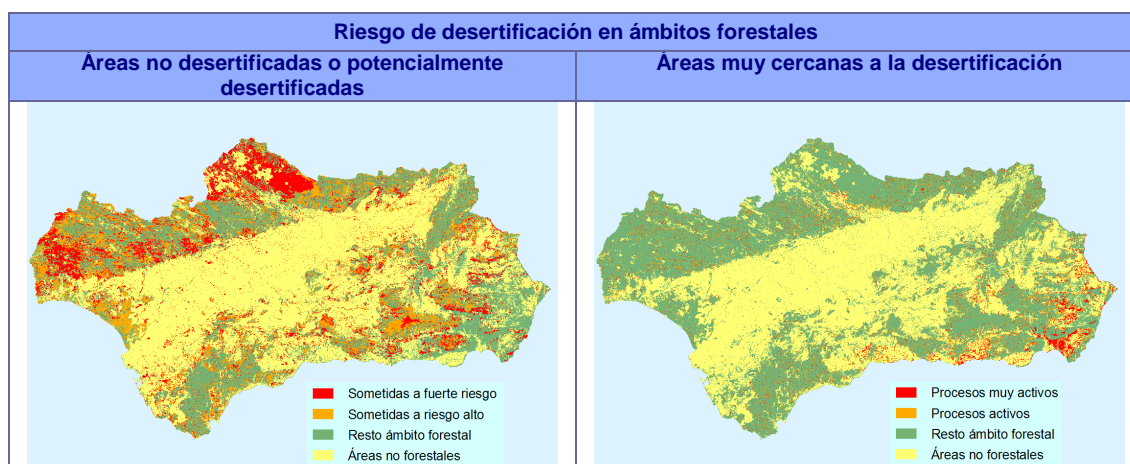 Riesgo de desertificación en ámbitos forestales
Áreas no desertificadas o potencialmente
desertificadas
Áreas muy cercanas a la desertificación
Sometidas a fuerte riesgo
Sometidas a riesgo alto
Resto ámbito forestal
Áreas no forestales
Procesos muy activos
Procesos activos
Resto ámbito forestal
Áreas no forestales